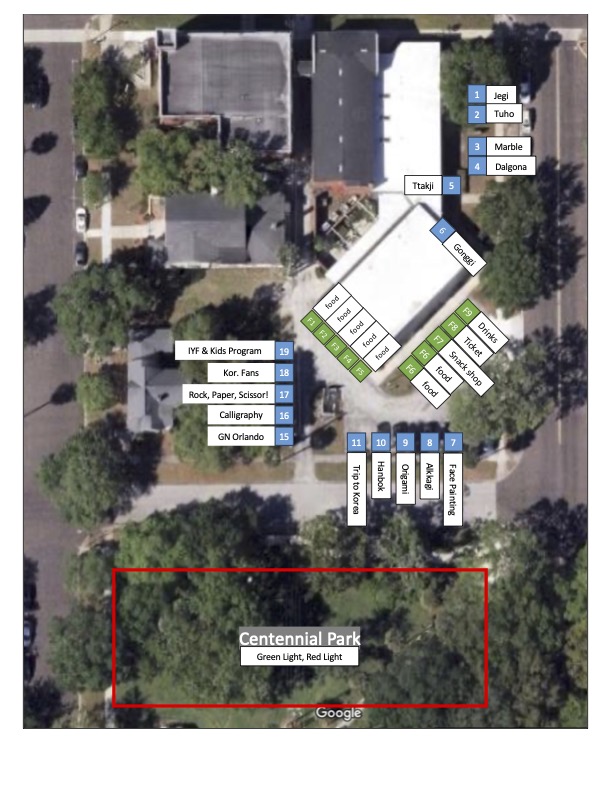 1 Jegi
2 Tuho
3 Marble
4 Dalgona
Ttakji 5
6 Gonggi
F1 food
F2 food
F3 food
F4 food
F5 food
F9 Drinks
F8 Ticket
F7 Snack shop
F6 food
F6 food
IYF & Kids Program 19
Kor. Fans 18
Rock, Paper, Scissor! 17
Calligraphy 16
GN Orlando 15
11 Trip to Korea
10 Hanbok
9 Origami
8 Alkkagi
7 Face Painting
Centennial Park
Green Light, Red Light
Google